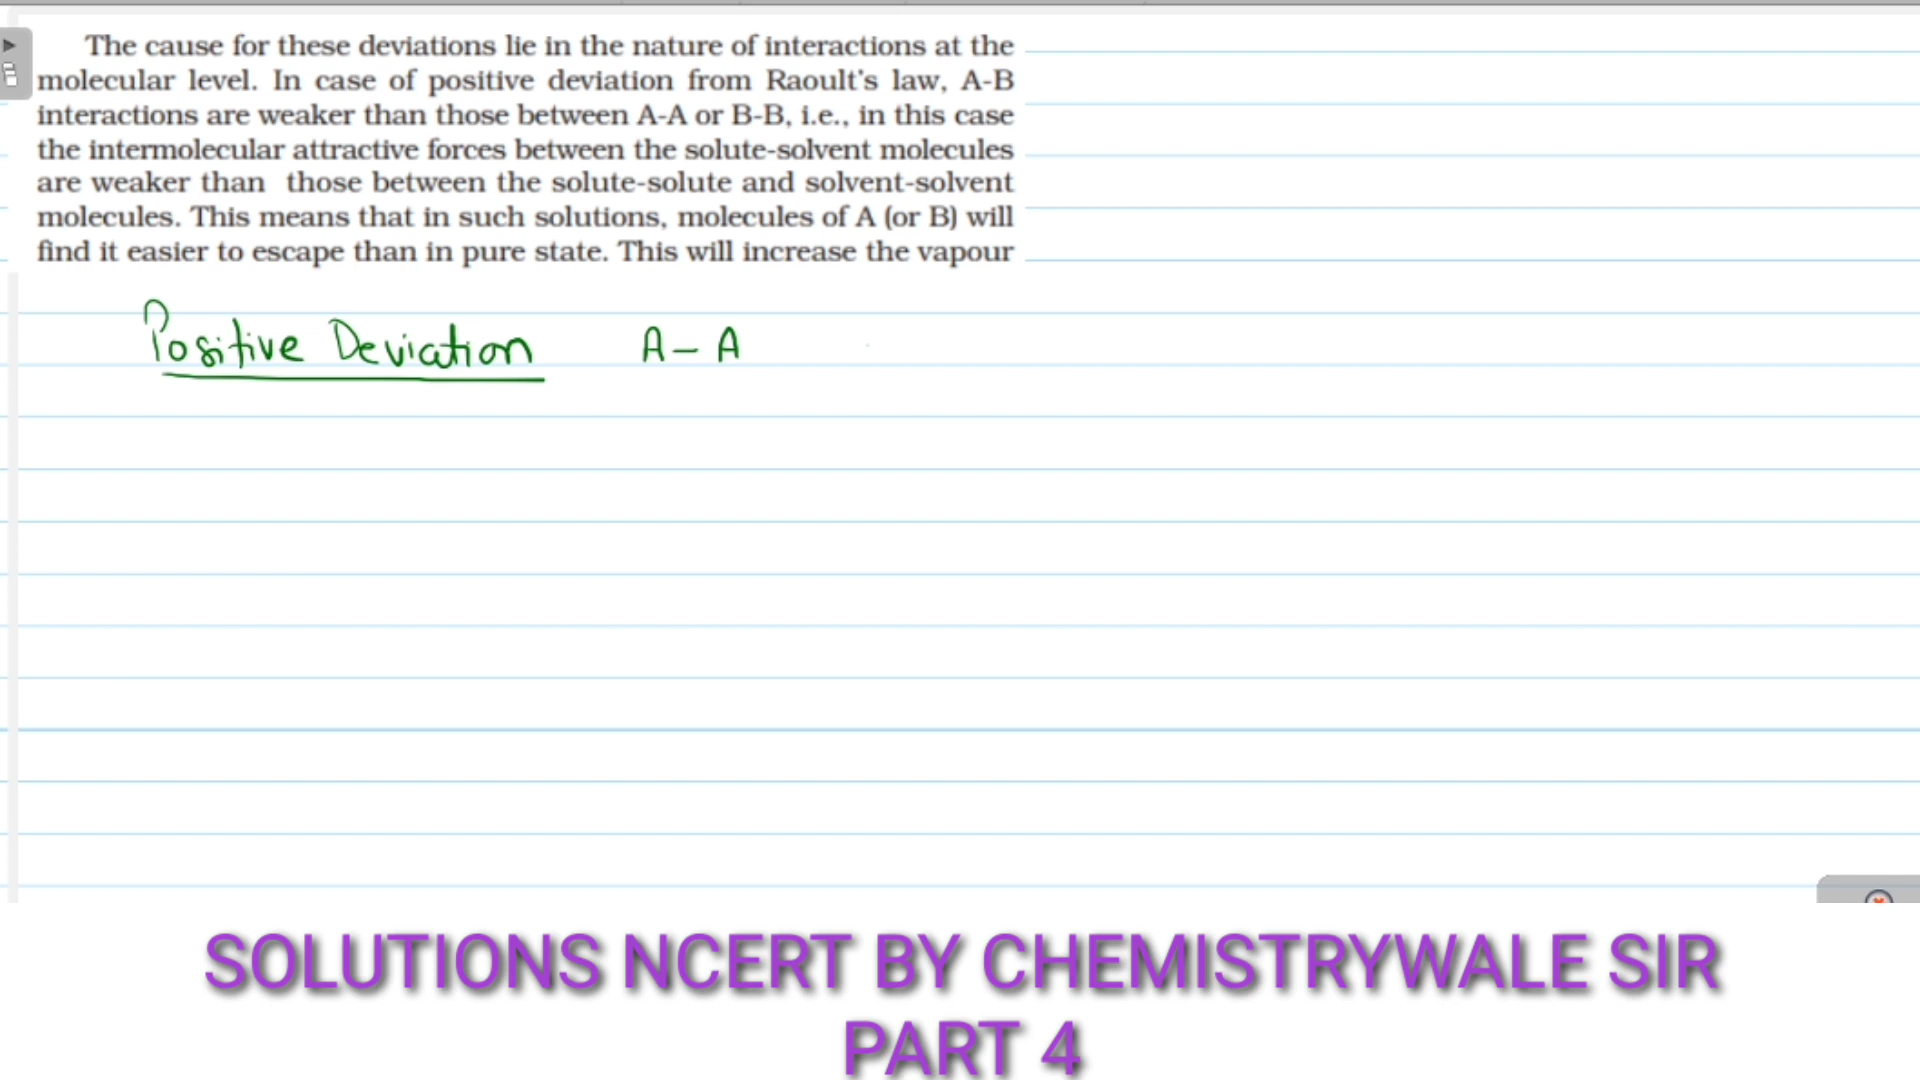 The cause for these deviations lie in the nature of interactions at the
molecular level. In case of positive deviation from Raoult's law, A-B
interactions are weaker than those between A-A or B-B, i.e., in this case
the intermolecular attractive forces between the solute-solvent molecules
are weaker than those between the solute-solute and solvent-solvent
molecules. This means that in such solutions, molecules of A (or B) will
find it easier to escape than in pure state. This will increase the vapour
Positive Deviation A – A
SOLUTIONS NCERT BY CHEMISTRYWALE SIR
PART 4